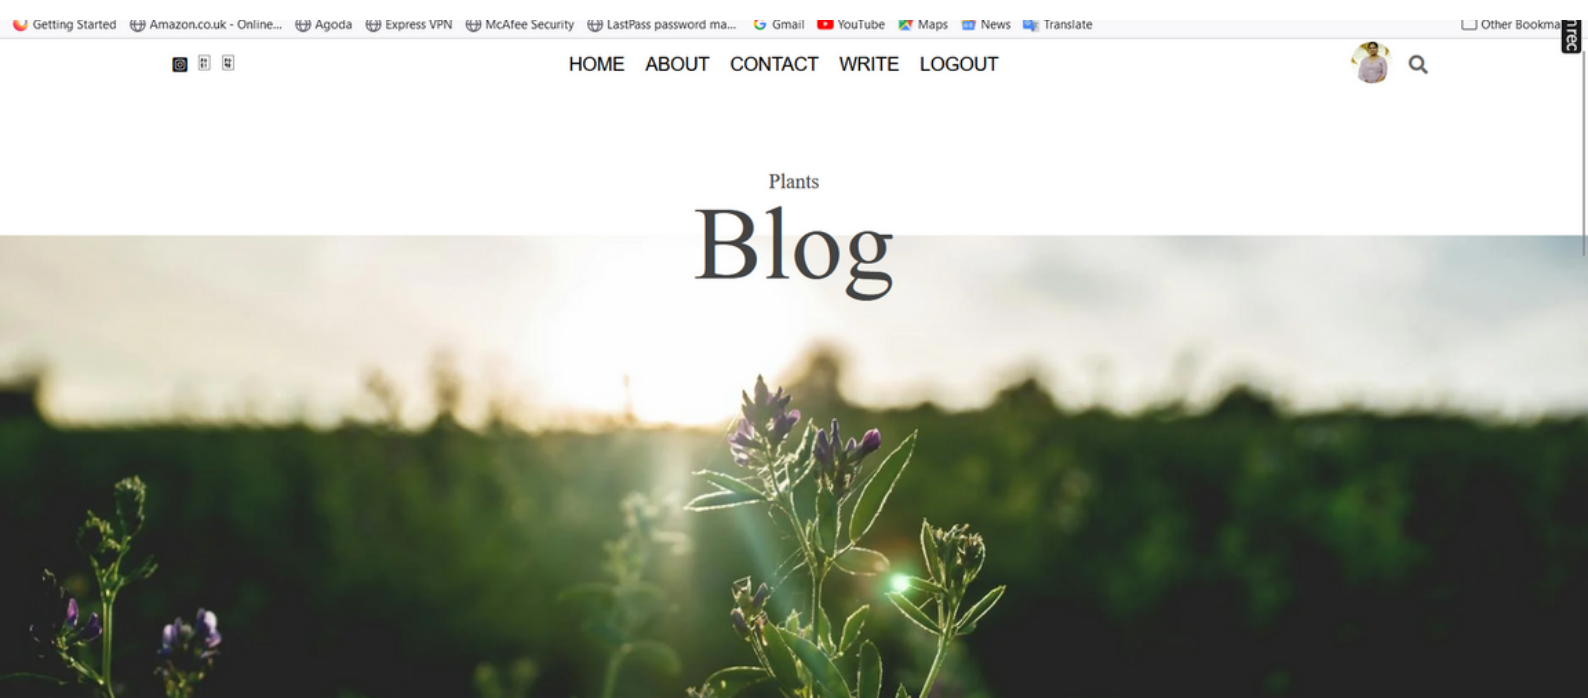 Getting Started Amazon.co.uk - Online... Agoda Express VPN McAfee Security LastPass password ma... Gmail YouTube Maps News Translate Other Bookma
HOME ABOUT CONTACT WRITE LOGOUT
Plants
Blog